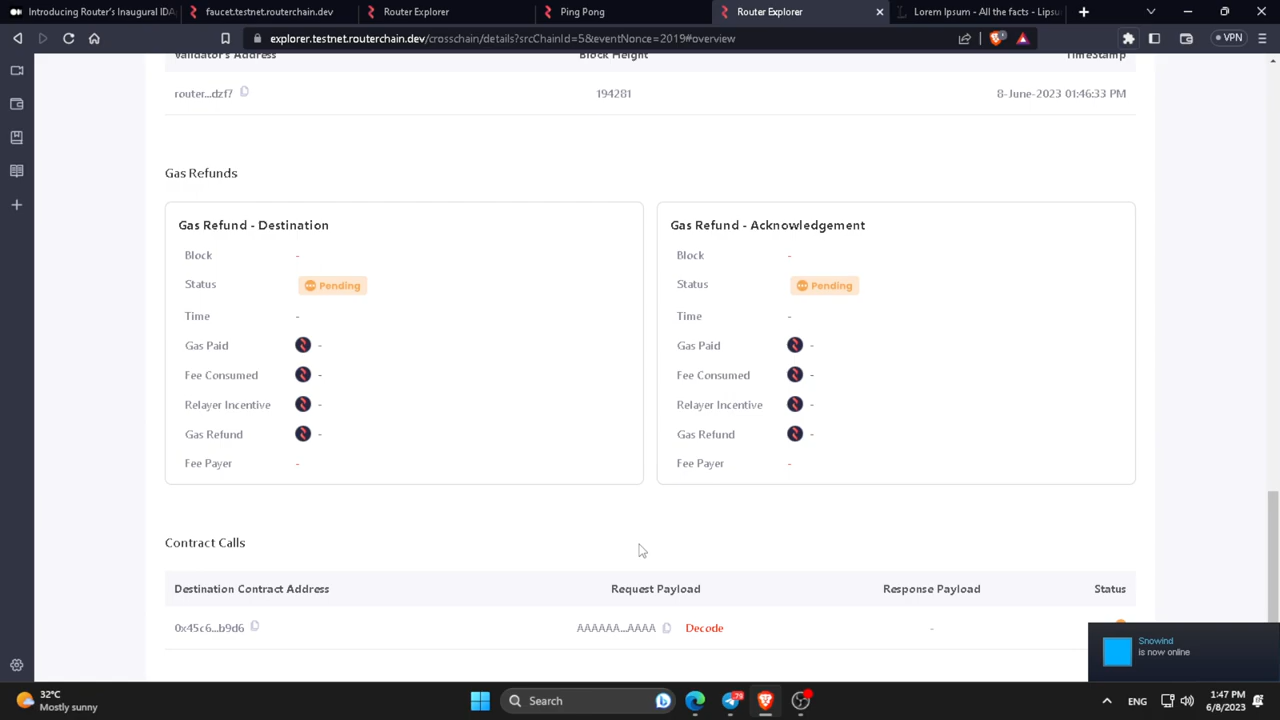 Introducing Router's Inaugural IDA
faucet.testnet.routerchain.dev
Router Explorer
Ping Pong
Router Explorer
Lorem Ipsum - All the facts - Lipsu
explorer.testnet.routerchain.dev/crosschain/details?srcChainId=5&eventNonce=2019#overview
VPN
Validator's Address
Block Height
TimeStamp
router...dzf7
194281
8-June-2023 01:46:33 PM
Gas Refunds
Gas Refund - Destination
Block -
Status Pending
Time -
Gas Paid -
Fee Consumed -
Relayer Incentive -
Gas Refund -
Fee Payer -
Gas Refund - Acknowledgement
Block -
Status Pending
Time -
Gas Paid -
Fee Consumed -
Relayer Incentive -
Gas Refund -
Fee Payer -
Contract Calls
Destination Contract Address
Request Payload
Response Payload
Status
0x45c6...b9d6
AAAAAA...AAAA
Decode
-
Snowind
is now online
32°C
Mostly sunny
Search
ENG
1:47 PM
6/8/2023